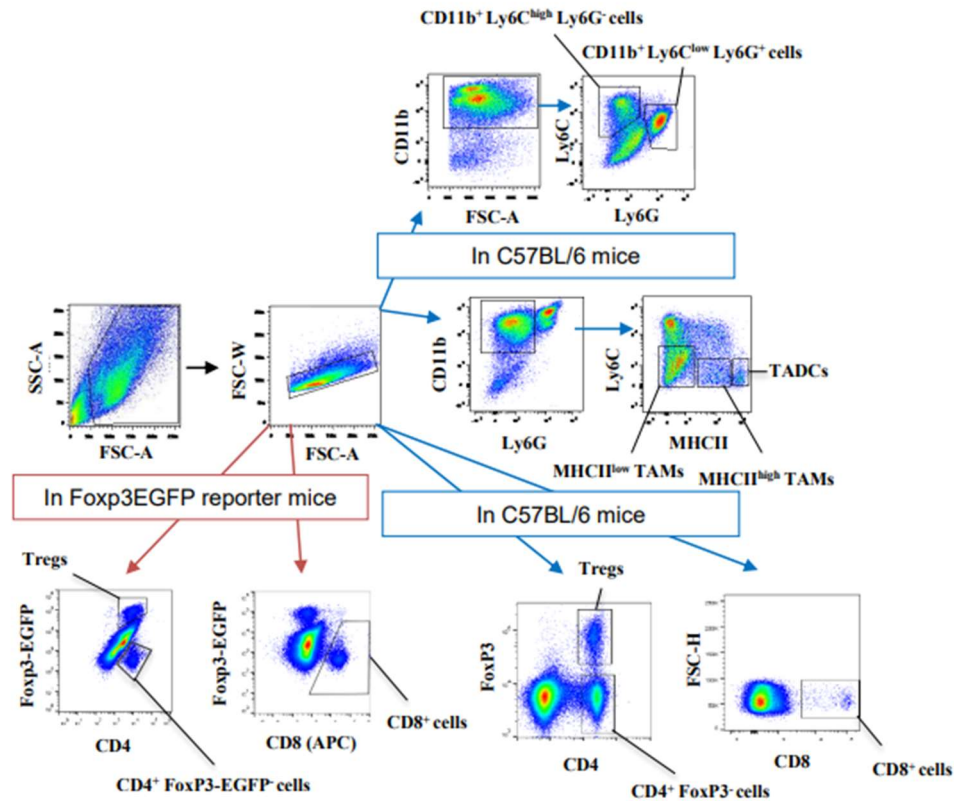 CD11b⁺ Ly6Cʰⁱᵍʰ Ly6G⁻ cells
CD11b⁺ Ly6Cˡᵒʷ Ly6G⁺ cells
CD11b
FSC-A
Ly6C
Ly6G
In C57BL/6 mice
SSC-A
FSC-A
FSC-W
FSC-A
CD11b
Ly6G
Ly6C
MHCII
TADCs
MHCIIˡᵒʷ TAMs
MHCIIʰⁱᵍʰ TAMs
In Foxp3EGFP reporter mice
In C57BL/6 mice
Tregs
Foxp3-EGFP
CD4
CD4⁺ FoxP3-EGFP⁻ cells
Foxp3-EGFP
CD8 (APC)
CD8⁺ cells
Tregs
FoxP3
CD4
CD4⁺ FoxP3⁻ cells
FSC-H
CD8
CD8⁺ cells